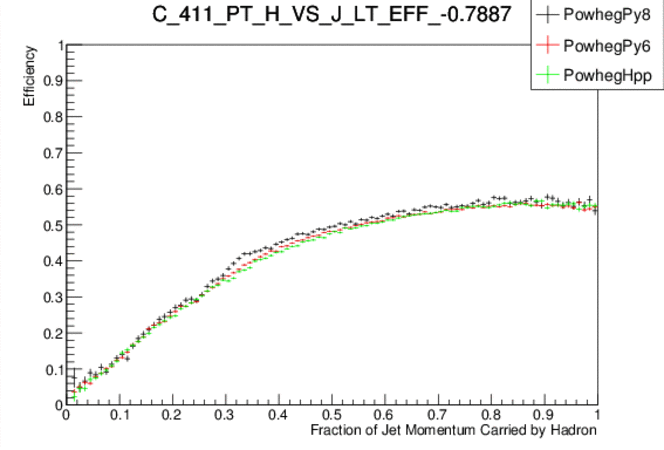 C_411_PT_H_VS_J_LT_EFF_-0.7887
PowhegPy8
PowhegPy6
PowhegHpp
Efficiency
1
0.9
0.8
0.7
0.6
0.5
0.4
0.3
0.2
0.1
0
0 0.1 0.2 0.3 0.4 0.5 0.6 0.7 0.8 0.9 1
Fraction of Jet Momentum Carried by Hadron